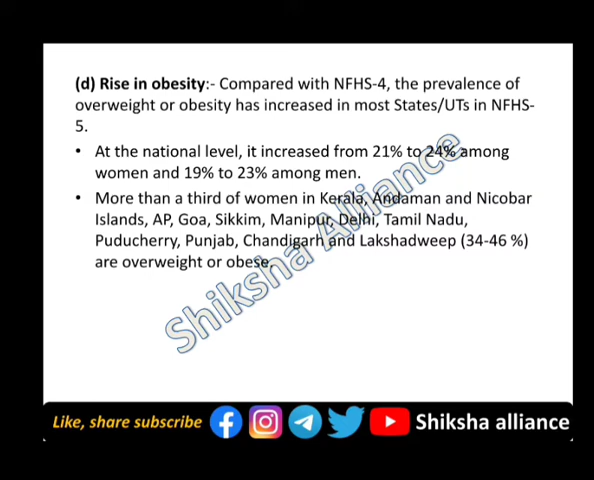 (d) Rise in obesity:- Compared with NFHS-4, the prevalence of
overweight or obesity has increased in most States/UTs in NFHS-
5.
• At the national level, it increased from 21% to 24% among
women and 19% to 23% among men.
• More than a third of women in Kerala, Andaman and Nicobar
Islands, AP, Goa, Sikkim, Manipur, Delhi, Tamil Nadu,
Puducherry, Punjab, Chandigarh and Lakshadweep (34-46 %)
are overweight or obese.
Shiksha Alliance
Like, share subscribe
Shiksha alliance